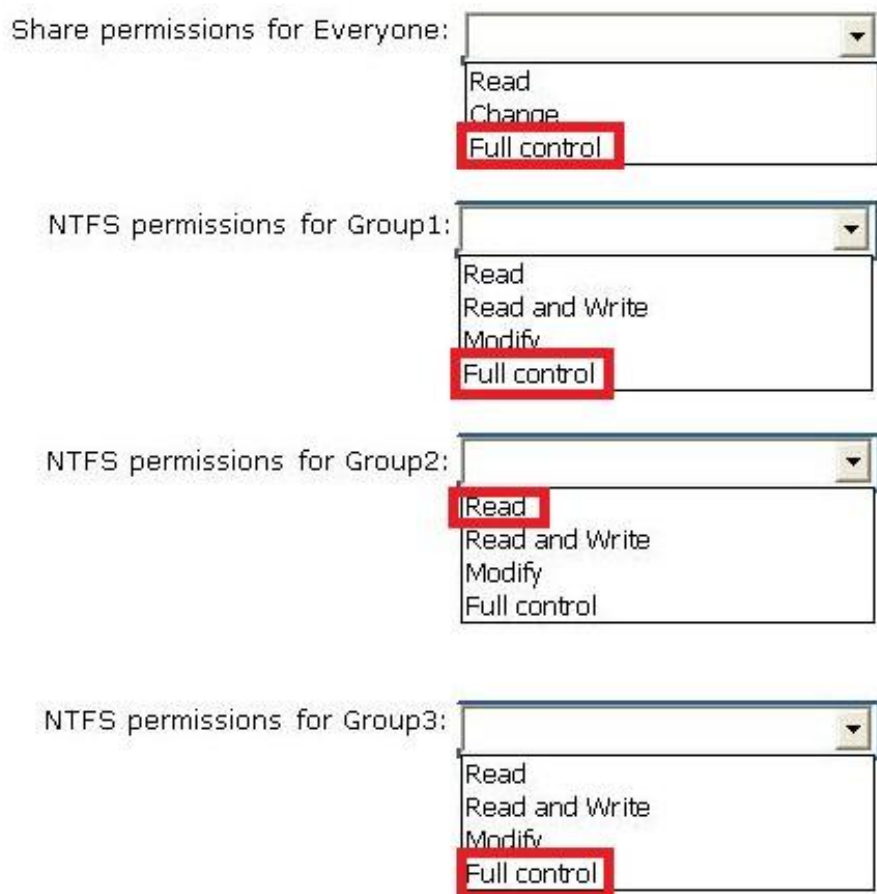 Share permissions for Everyone:
Read
Change
Full control
NTFS permissions for Group1:
Read
Read and Write
Modify
Full control
NTFS permissions for Group2:
Read
Read and Write
Modify
Full control
NTFS permissions for Group3:
Read
Read and Write
Modify
Full control